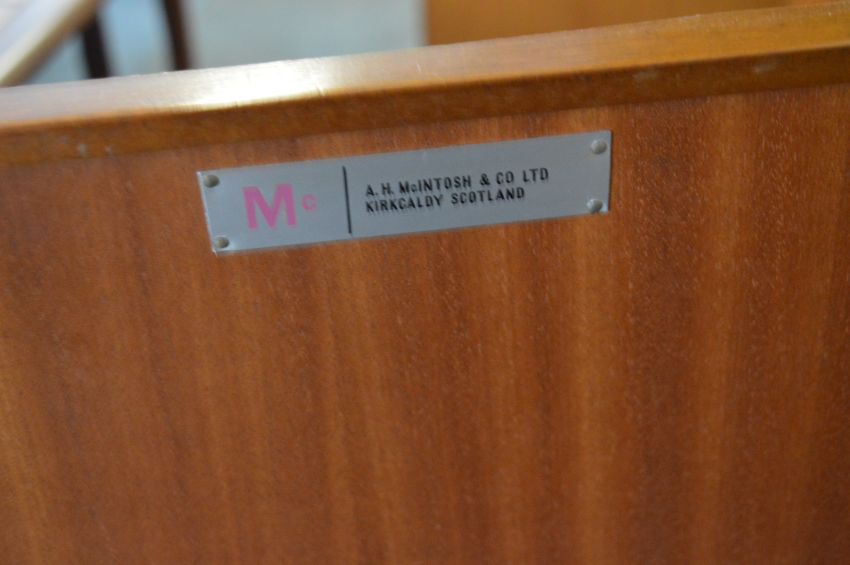 Mc
A.H. McINTOSH & CO LTD
KIRKCALDY SCOTLAND